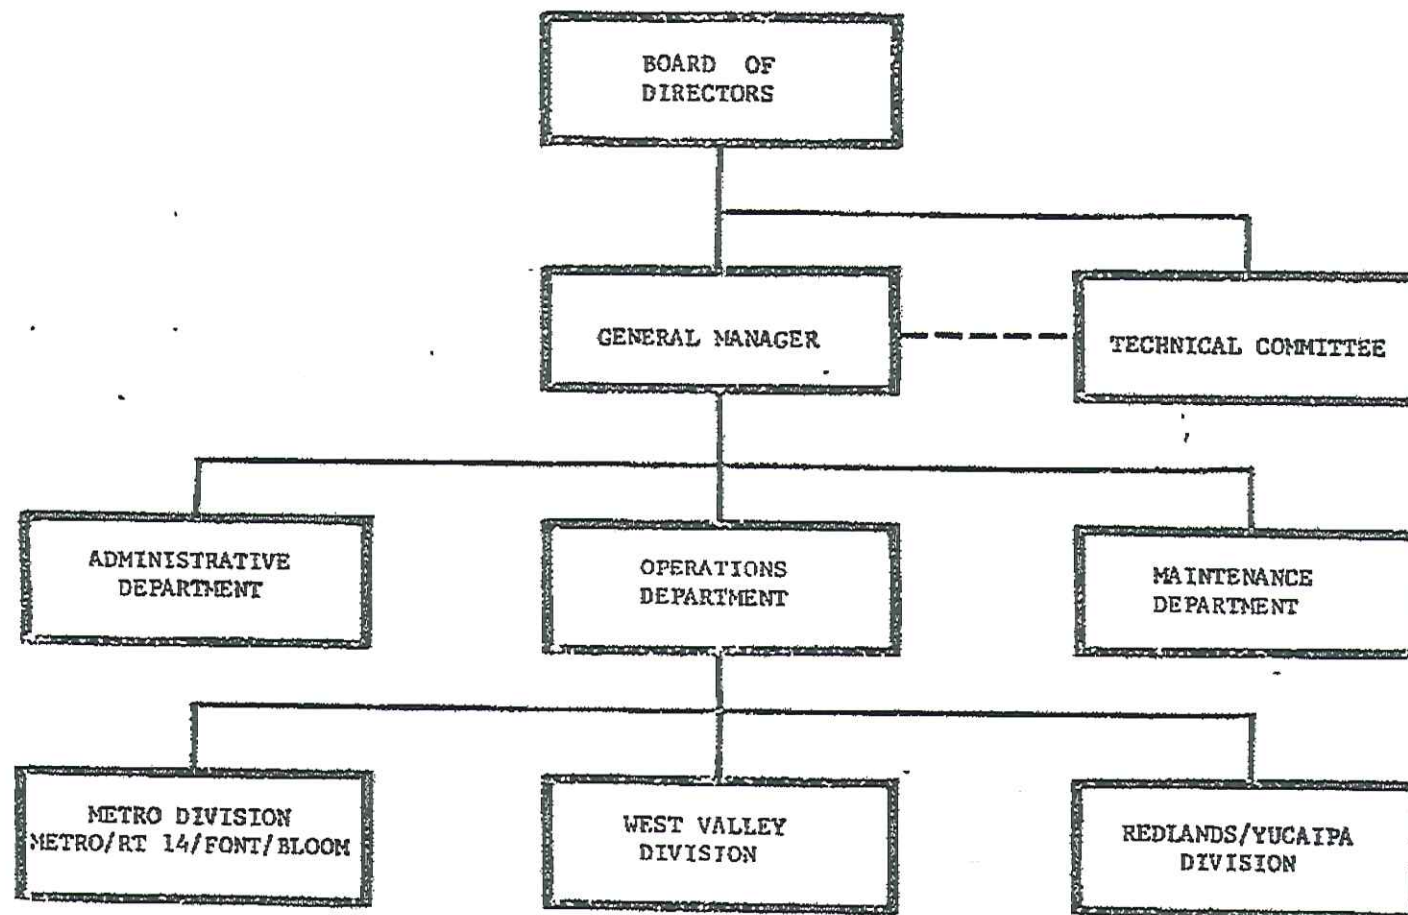 BOARD OF
DIRECTORS
GENERAL MANAGER
TECHNICAL COMMITTEE
ADMINISTRATIVE
DEPARTMENT
OPERATIONS
DEPARTMENT
MAINTENANCE
DEPARTMENT
METRO DIVISION
METRO/RT 14/FONT/BLOOM
WEST VALLEY
DIVISION
REDLANDS/YUCAIPA
DIVISION